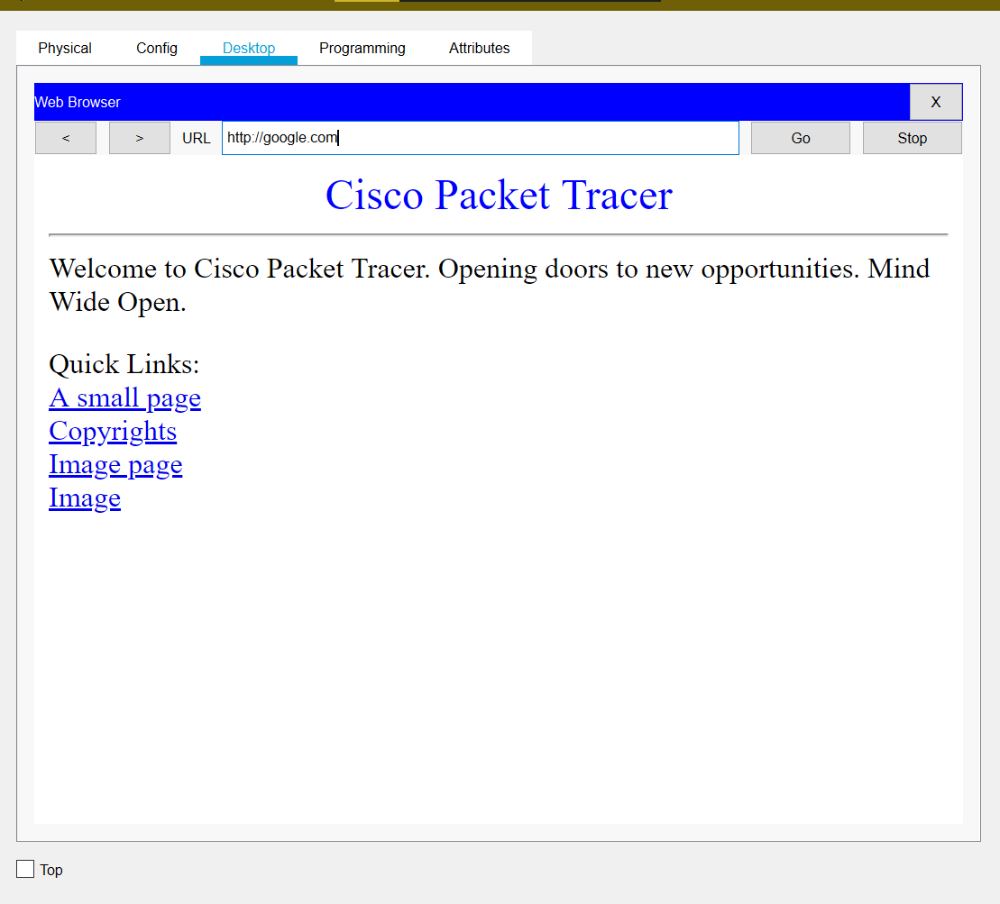 Physical Config Desktop Programming Attributes
Web Browser X
< > URL http://google.com Go Stop
Cisco Packet Tracer
Welcome to Cisco Packet Tracer. Opening doors to new opportunities. Mind
Wide Open.
Quick Links:
A small page
Copyrights
Image page
Image
Top